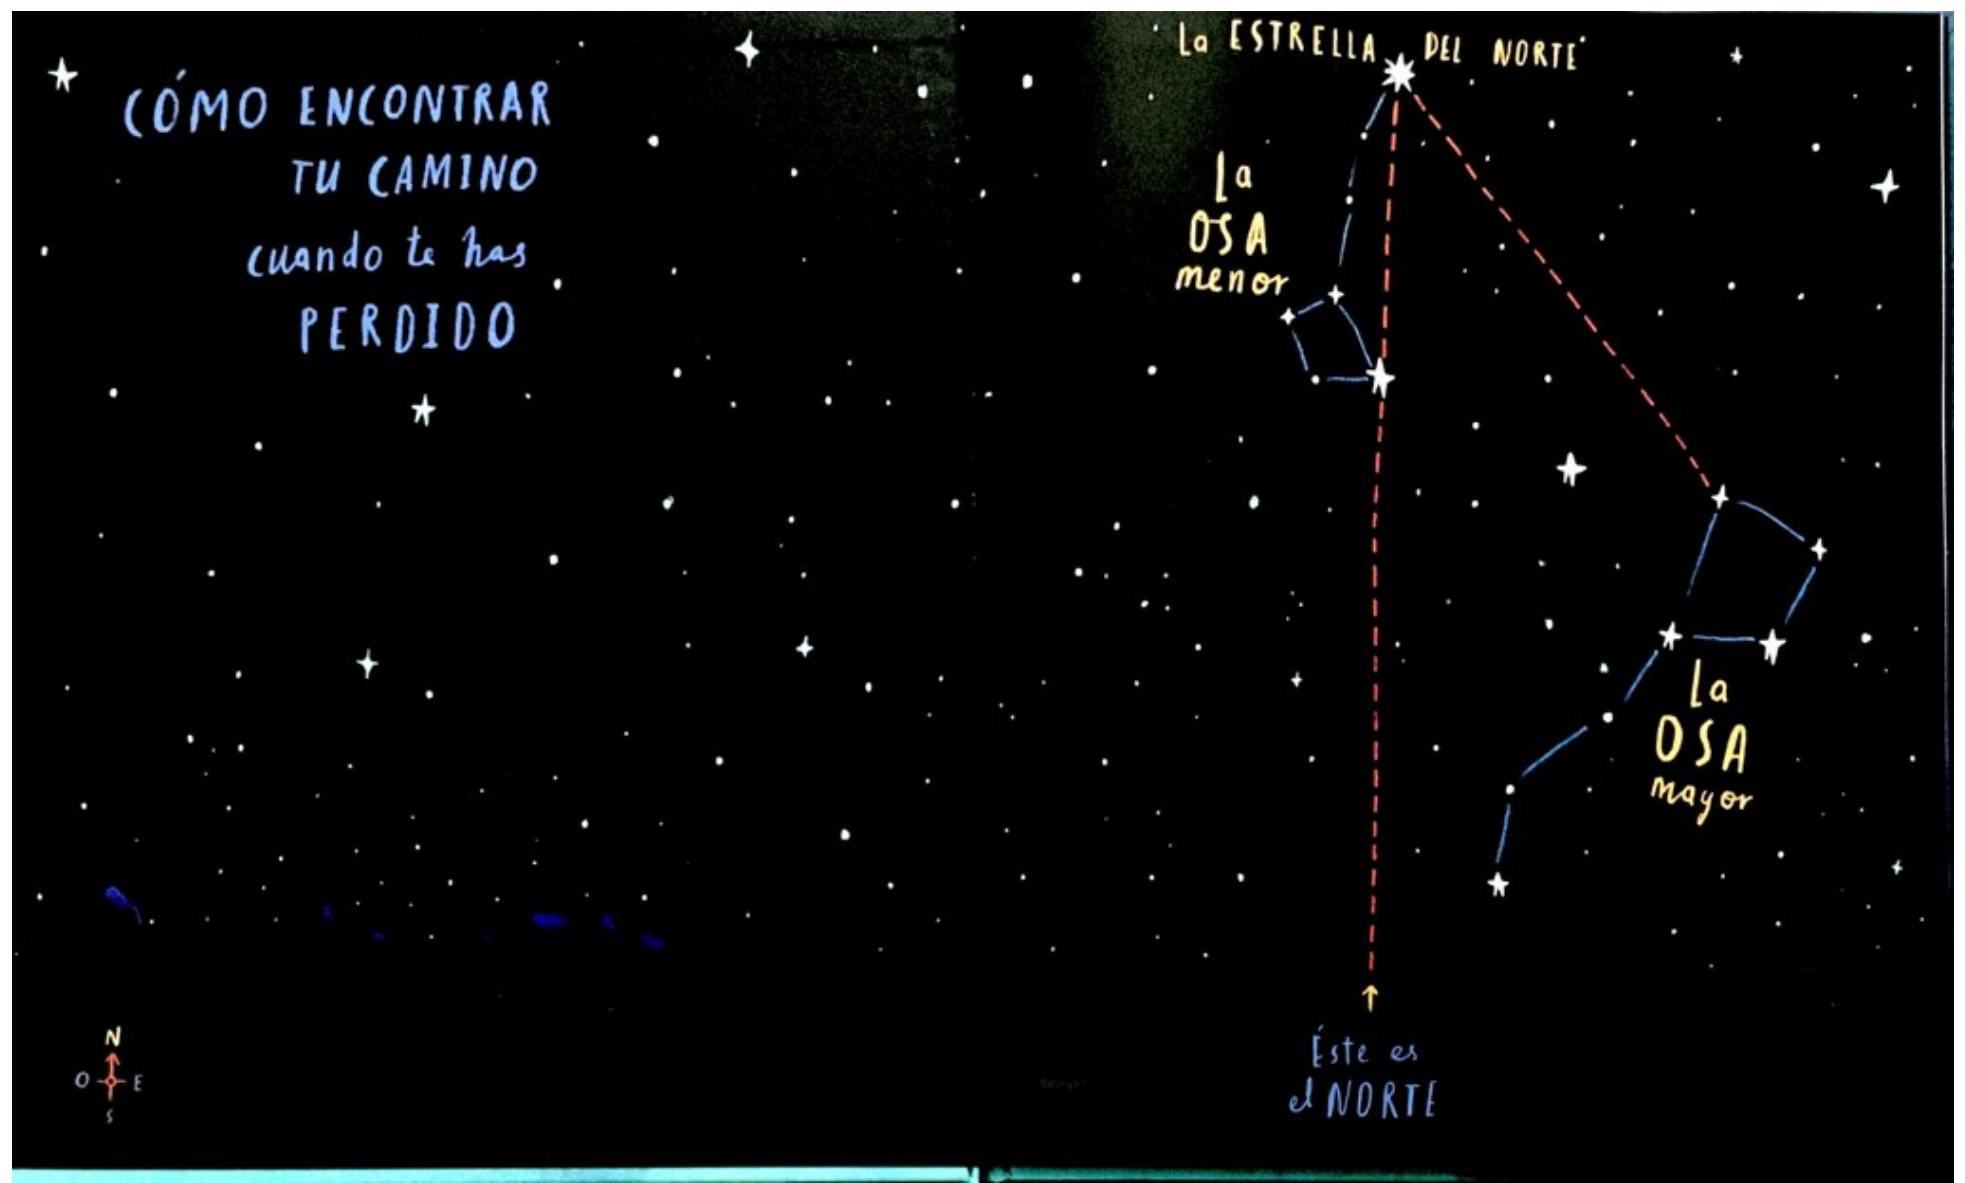 CÓMO ENCONTRAR
TU CAMINO
cuando te has
PERDIDO
La ESTRELLA DEL NORTE
La
OSA
menor
La
OSA
mayor
N
O E
S
Éste es
el NORTE